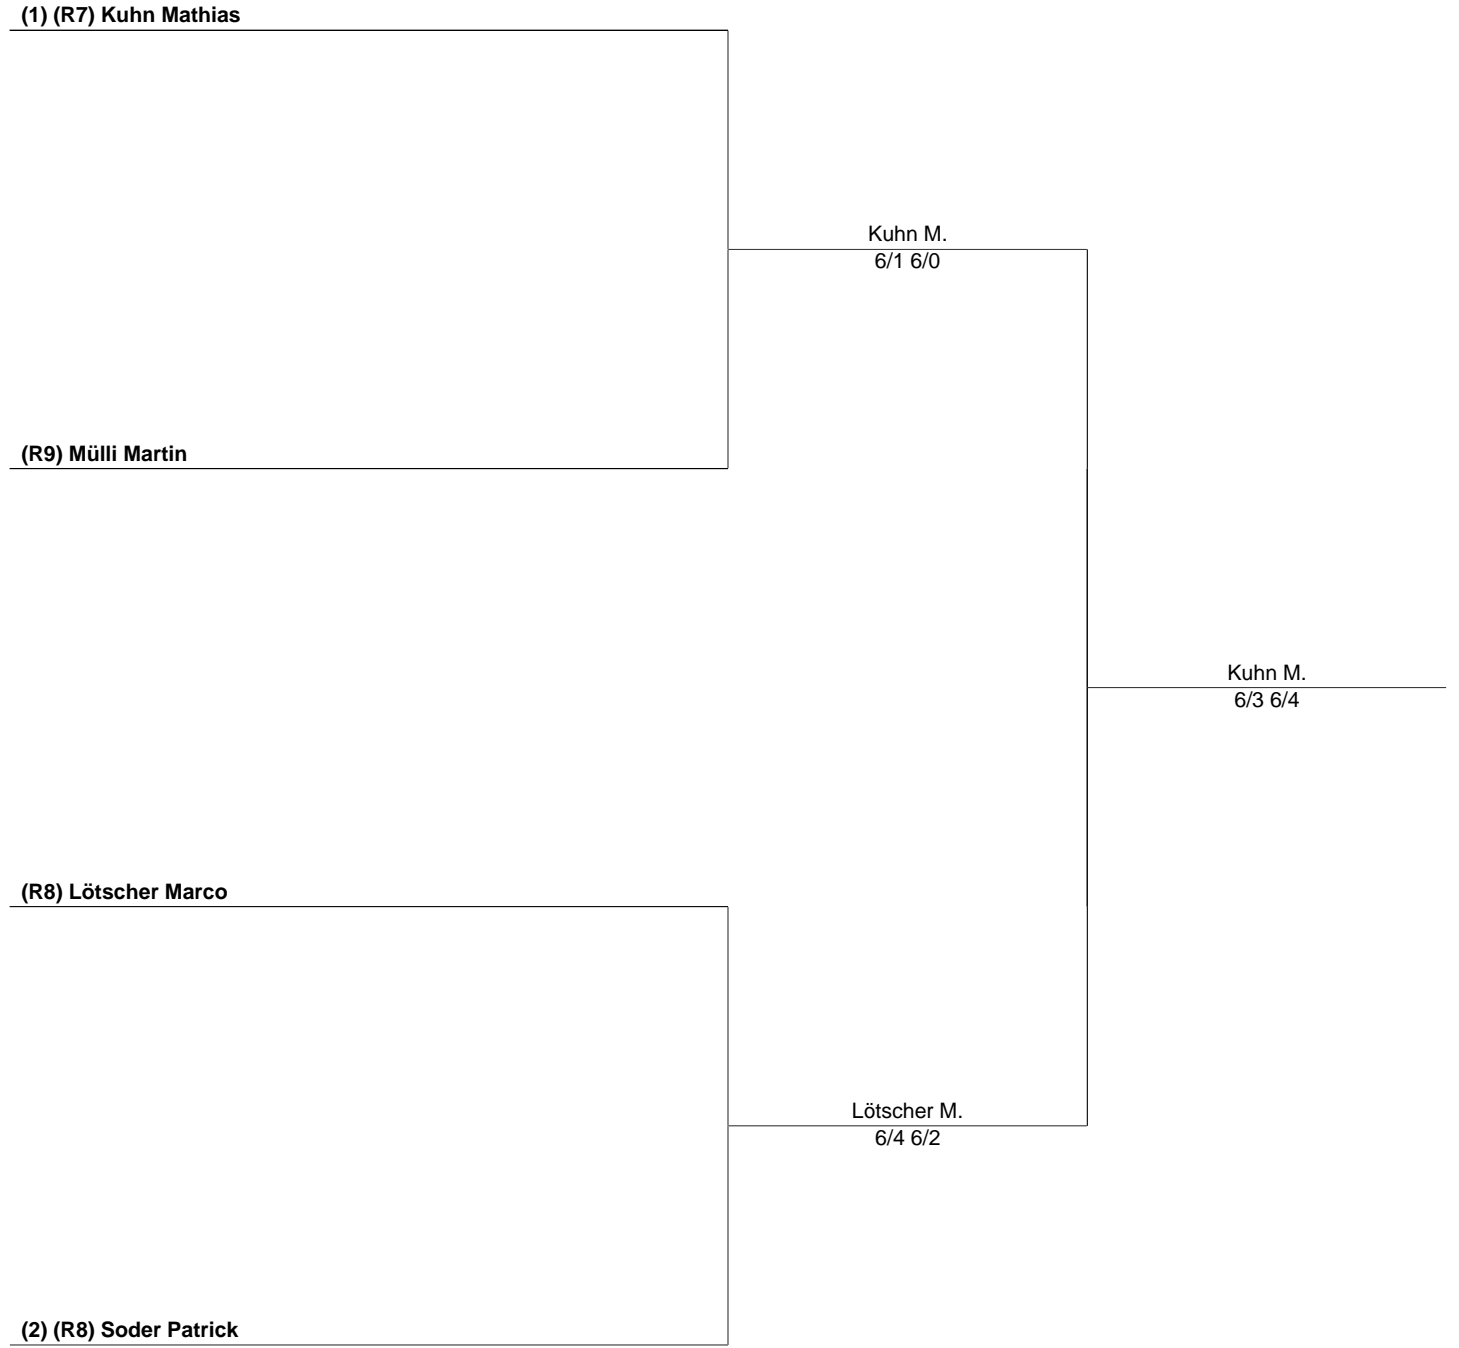 (1) (R7) Kuhn Mathias
Kuhn M.
6/1 6/0
(R9) Mülli Martin
Kuhn M.
6/3 6/4
(R8) Lötscher Marco
Lötscher M.
6/4 6/2
(2) (R8) Soder Patrick